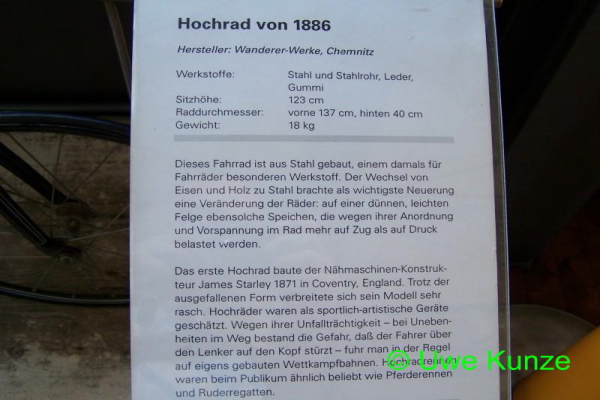 Hochrad von 1886
Hersteller: Wanderer-Werke, Chemnitz
Werkstoffe: Stahl und Stahlrohr, Leder,
Gummi
Sitzhöhe: 123 cm
Raddurchmesser: vorne 137 cm, hinten 40 cm
Gewicht: 18 kg
Dieses Fahrrad ist aus Stahl gebaut, einem damals für
Fahrräder besonderen Werkstoff. Der Wechsel von
Eisen und Holz zu Stahl brachte als wichtigste Neuerung
eine Veränderung der Räder: auf einer dünnen, leichten
Felge ebensolche Speichen, die wegen ihrer Anordnung
und Vorspannung im Rad mehr auf Zug als auf Druck
belastet werden.
Das erste Hochrad baute der Nähmaschinen-Konstruk-
teur James Starley 1871 in Coventry, England. Trotz der
ausgefallenen Form verbreitete sich sein Modell sehr
rasch. Hochräder waren als sportlich-artistische Geräte
geschätzt. Wegen ihrer Unfallträchtigkeit – bei Uneben-
heiten im Weg bestand die Gefahr, daß der Fahrer über
den Lenker auf den Kopf stürzt – fuhr man in der Regel
auf eigens gebauten Wettkampfbahnen. Hochradrennen
waren beim Publikum ähnlich beliebt wie Pferderennen
und Ruderregatten.
© Uwe Kunze